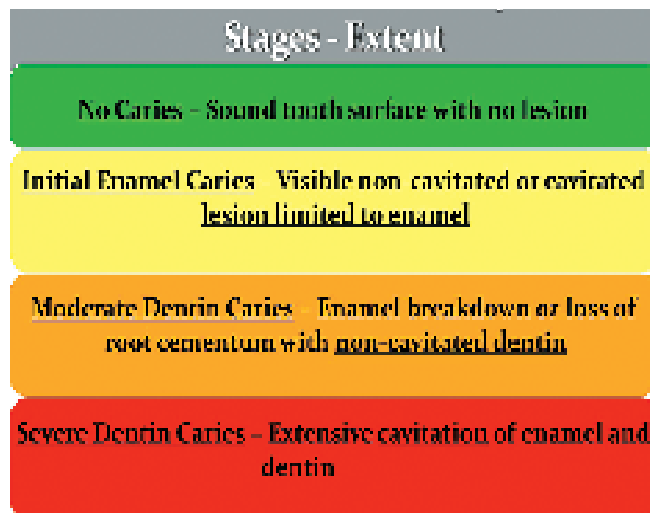 Stages - Extent
No Caries – Sound tooth surface with no lesion
Initial Enamel Caries – Visible non-cavitated or cavitated
lesion limited to enamel
Moderate Dentin Caries – Enamel breakdown or loss of
root cementum with non-cavitated dentin
Severe Dentin Caries – Extensive cavitation of enamel and
dentin